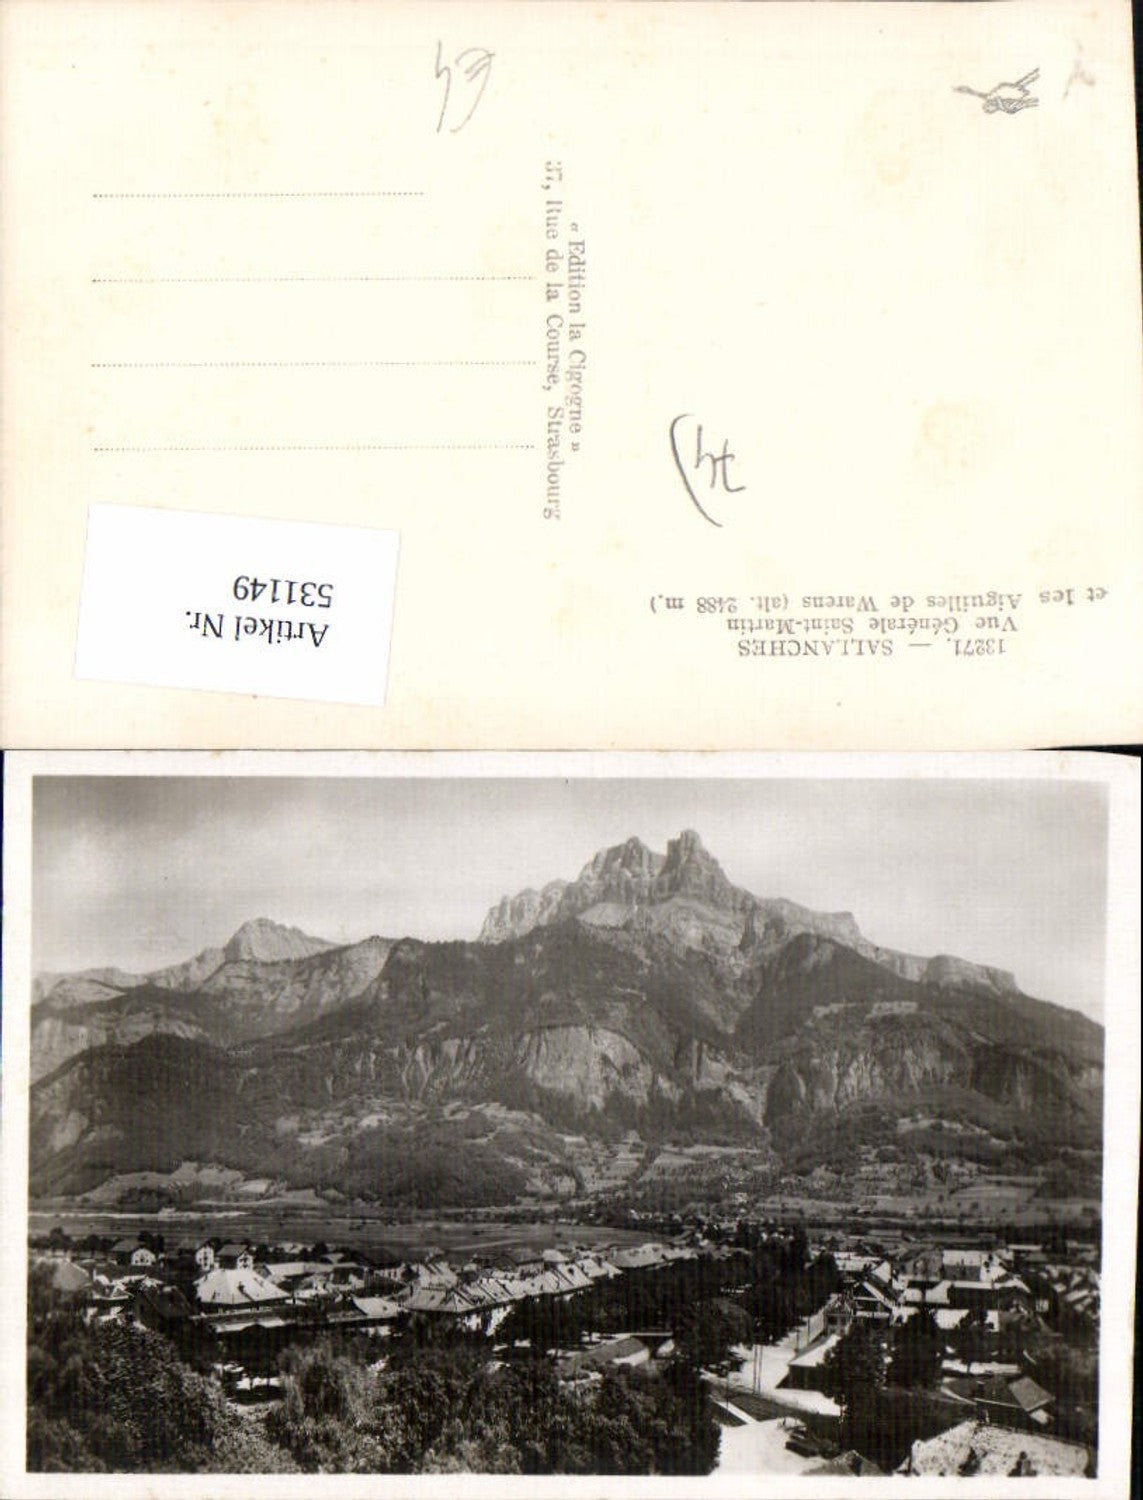 13271. — SALLANCHES
Vue Générale Saint-Martin
et les Aiguilles de Warens (alt. 2488 m.)
74)
« Edition la Cigogne »
37, Rue de la Course, Strasbourg
Artikel Nr.
531149